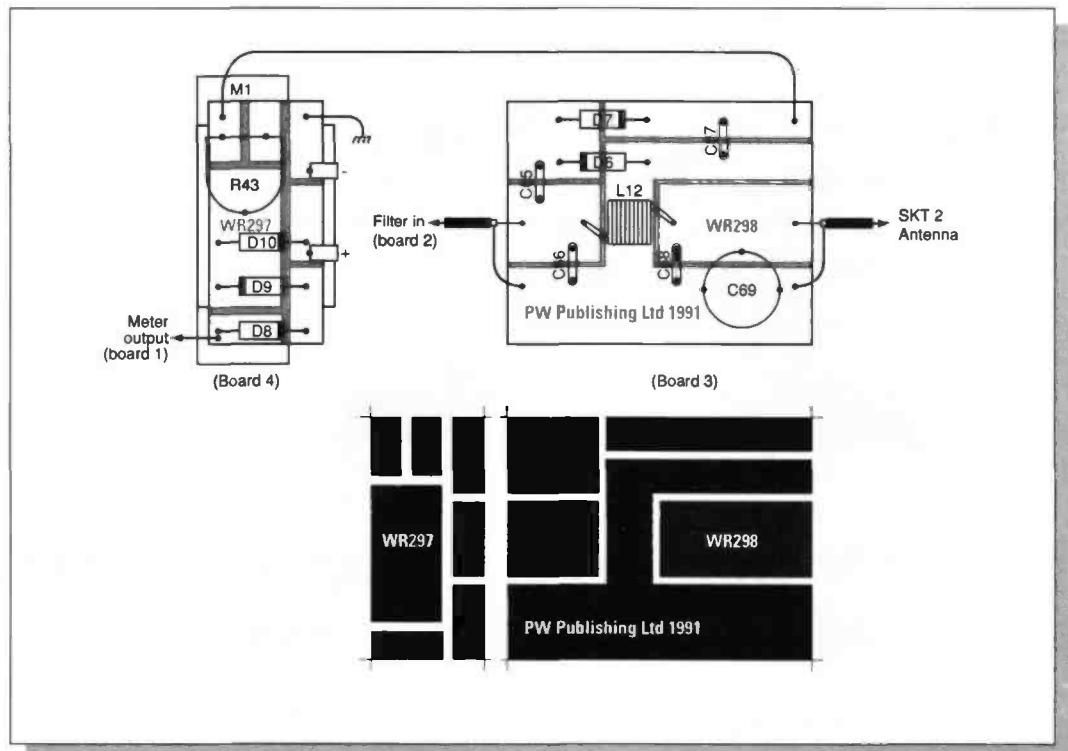 M1
R43
WR297
D10
D9
D8
-
+
Meter
output
(board 1)
(Board 4)
D7
D6
C67
C65
L12
Filter in
(board 2)
WR298
SKT 2
Antenna
C66
C68
C69
PW Publishing Ltd 1991
(Board 3)
WR297
WR298
PW Publishing Ltd 1991